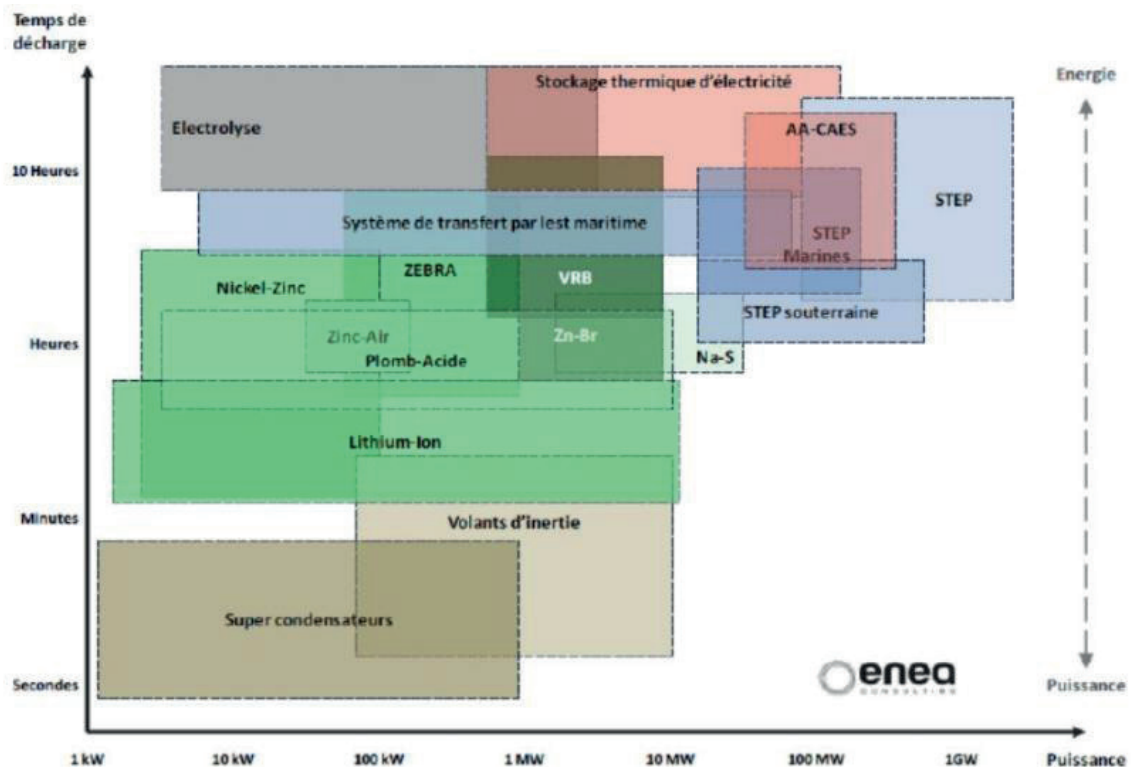 Temps de
décharge
Energie
Stockage thermique d'électricité
Electrolyse
AA-CAES
10 Heures
STEP
Système de transfert par lest maritime
STEP
Marines
ZEBRA
VRB
Nickel-Zinc
STEP souterraine
Zinc-Air
Zn-Br
Heures
Plomb-Acide
Na-S
Lithium-Ion
Minutes
Volants d'inertie
Super condensateurs
enea
CONSULTING
Secondes
Puissance
1 kW
10 kW
100 kW
1 MW
10 MW
100 MW
1GW
Puissance